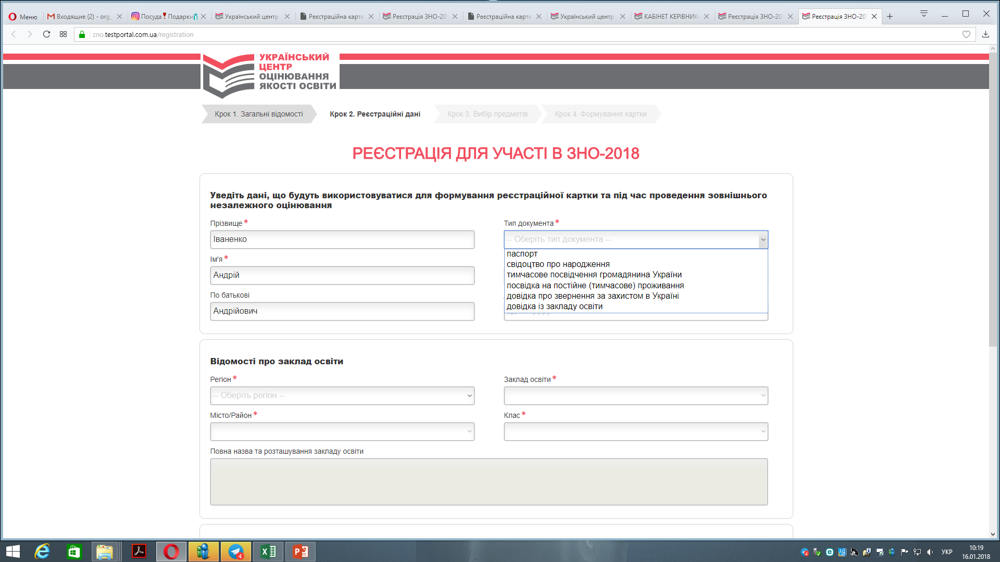 Меню
Входящие (2) - org_
Посуда Подарки
Український центр
Реєстраційна картк
Реєстрація ЗНО-20
Реєстраційна картк
Український центр
КАБІНЕТ КЕРІВНИК
Реєстрація ЗНО-20
Реєстрація ЗНО-20
zno.testportal.com.ua/registration
УКРАЇНСЬКИЙ
ЦЕНТР
ОЦІНЮВАННЯ
ЯКОСТІ ОСВІТИ
Крок 1. Загальні відомості
Крок 2. Реєстраційні дані
Крок 3. Вибір предметів
Крок 4. Формування картки
РЕЄСТРАЦІЯ ДЛЯ УЧАСТІ В ЗНО-2018
Уведіть дані, що будуть використовуватися для формування реєстраційної картки та під час проведення зовнішнього
незалежного оцінювання
Прізвище *
Іваненко
Ім'я *
Андрій
По батькові
Андрійович
Тип документа *
-- Оберіть тип документа --
паспорт
свідоцтво про народження
тимчасове посвідчення громадянина України
посвідка на постійне (тимчасове) проживання
довідка про звернення за захистом в Україні
довідка із закладу освіти
Відомості про заклад освіти
Регіон *
-- Оберіть регіон --
Заклад освіти *
Місто/Район *
Клас *
Повна назва та розташування закладу освіти
4
УКР
10:19
16.01.2018